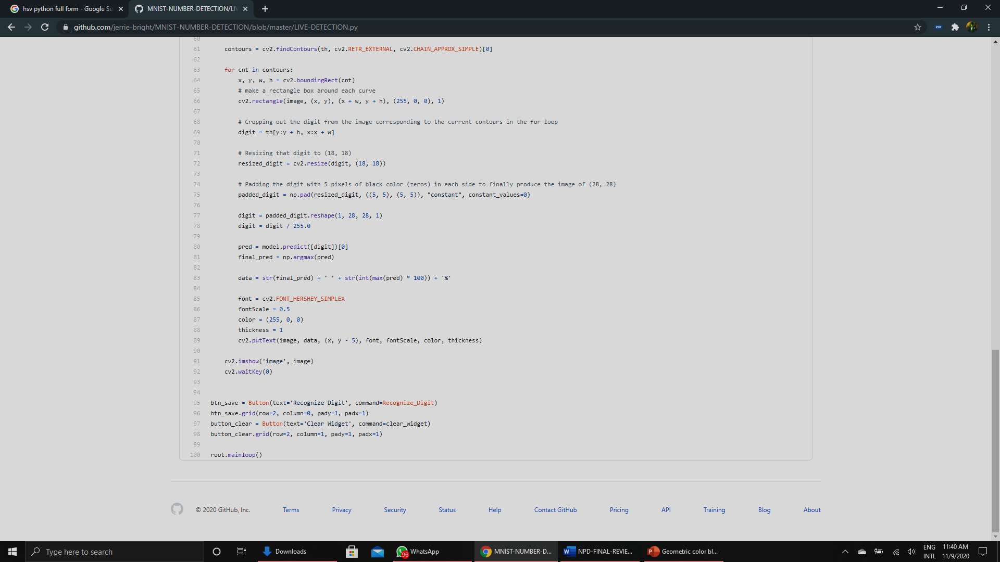 hsv python full form - Google Se
MNIST-NUMBER-DETECTION/LIV
github.com/jerrie-bright/MNIST-NUMBER-DETECTION/blob/master/LIVE-DETECTION.py
ZIP
60
61 contours = cv2.findContours(th, cv2.RETR_EXTERNAL, cv2.CHAIN_APPROX_SIMPLE)[0]
62
63 for cnt in contours:
64 x, y, w, h = cv2.boundingRect(cnt)
65 # make a rectangle box around each curve
66 cv2.rectangle(image, (x, y), (x + w, y + h), (255, 0, 0), 1)
67
68 # Cropping out the digit from the image corresponding to the current contours in the for loop
69 digit = th[y:y + h, x:x + w]
70
71 # Resizing that digit to (18, 18)
72 resized_digit = cv2.resize(digit, (18, 18))
73
74 # Padding the digit with 5 pixels of black color (zeros) in each side to finally produce the image of (28, 28)
75 padded_digit = np.pad(resized_digit, ((5, 5), (5, 5)), "constant", constant_values=0)
76
77 digit = padded_digit.reshape(1, 28, 28, 1)
78 digit = digit / 255.0
79
80 pred = model.predict([digit])[0]
81 final_pred = np.argmax(pred)
82
83 data = str(final_pred) + ' ' + str(int(max(pred) * 100)) + '%'
84
85 font = cv2.FONT_HERSHEY_SIMPLEX
86 fontScale = 0.5
87 color = (255, 0, 0)
88 thickness = 1
89 cv2.putText(image, data, (x, y - 5), font, fontScale, color, thickness)
90
91 cv2.imshow('image', image)
92 cv2.waitKey(0)
93
94
95 btn_save = Button(text='Recognize Digit', command=Recognize_Digit)
96 btn_save.grid(row=2, column=0, pady=1, padx=1)
97 button_clear = Button(text='Clear Widget', command=clear_widget)
98 button_clear.grid(row=2, column=1, pady=1, padx=1)
99
100 root.mainloop()
© 2020 GitHub, Inc. Terms Privacy Security Status Help Contact GitHub Pricing API Training Blog About
Type here to search
Downloads
96 WhatsApp
MNIST-NUMBER-D...
NPD-FINAL-REVIE...
Geometric color bl...
ENG
INTL
11:40 AM
11/9/2020